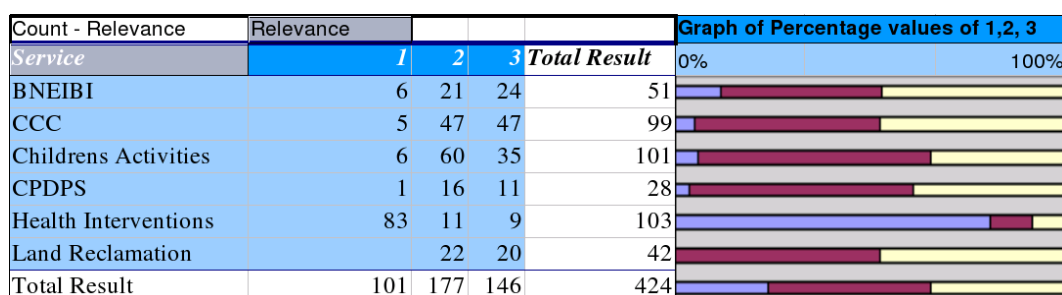 Count - Relevance Relevance Graph of Percentage values of 1,2, 3
Service 1 2 3 Total Result 0% 100%
BNEIBI 6 21 24 51
CCC 5 47 47 99
Childrens Activities 6 60 35 101
CPDPS 1 16 11 28
Health Interventions 83 11 9 103
Land Reclamation 22 20 42
Total Result 101 177 146 424